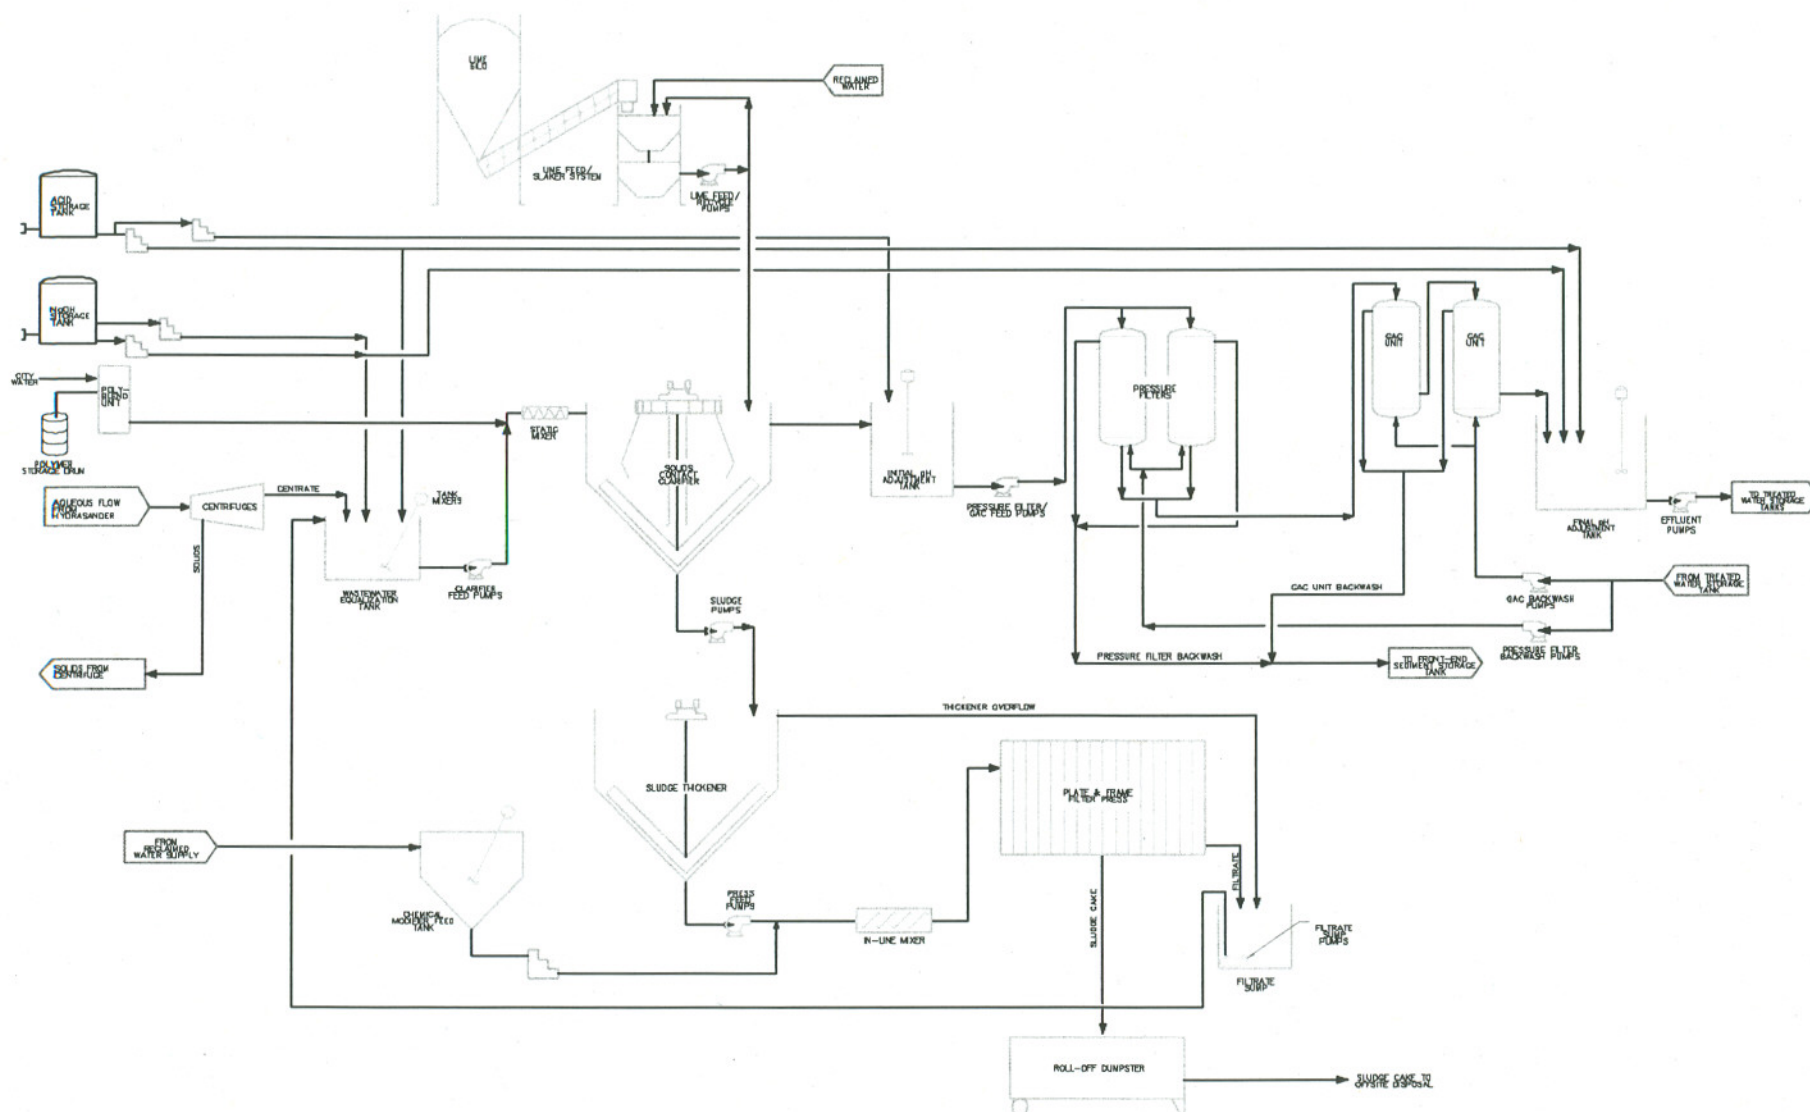 LIME
SILO
RECLAIMED
WATER
LIME FEED/
SLAKER SYSTEM
LIME FEED/
RECYCLE
PUMPS
ACID
STORAGE
TANK
NaOH
STORAGE
TANK
CITY
WATER
POLY-
BLEND
UNIT
POLYMER
STORAGE DRUM
STATIC
MIXER
AQUEOUS FLOW
FROM
HYDRASANDER
CENTRIFUGES
CENTRATE
SOLIDS
TANK
MIXERS
WASTEWATER
EQUALIZATION
TANK
CLARIFIER
FEED PUMPS
SOLIDS
CONTACT
CLARIFIER
INITIAL pH
ADJUSTMENT
TANK
PRESSURE FILTER/
GAC FEED PUMPS
PRESSURE
FILTERS
GAC
UNIT
GAC
UNIT
FINAL pH
ADJUSTMENT
TANK
EFFLUENT
PUMPS
TO TREATED
WATER STORAGE
TANKS
FROM TREATED
WATER STORAGE
TANK
GAC UNIT BACKWASH
GAC BACKWASH
PUMPS
PRESSURE FILTER
BACKWASH PUMPS
PRESSURE FILTER BACKWASH
TO FRONT-END
SEDIMENT STORAGE
TANK
SOLIDS FROM
CENTRIFUGE
SLUDGE
PUMPS
THICKENER OVERFLOW
SLUDGE THICKENER
PLATE & FRAME
FILTER PRESS
FROM
RECLAIMED
WATER SUPPLY
CHEMICAL
MODIFIER FEED
TANK
PRESS
FEED
PUMPS
IN-LINE MIXER
SLUDGE CAKE
FILTRATE
FILTRATE
SUMP
PUMPS
FILTRATE
SUMP
ROLL-OFF DUMPSTER
SLUDGE CAKE TO
OFFSITE DISPOSAL